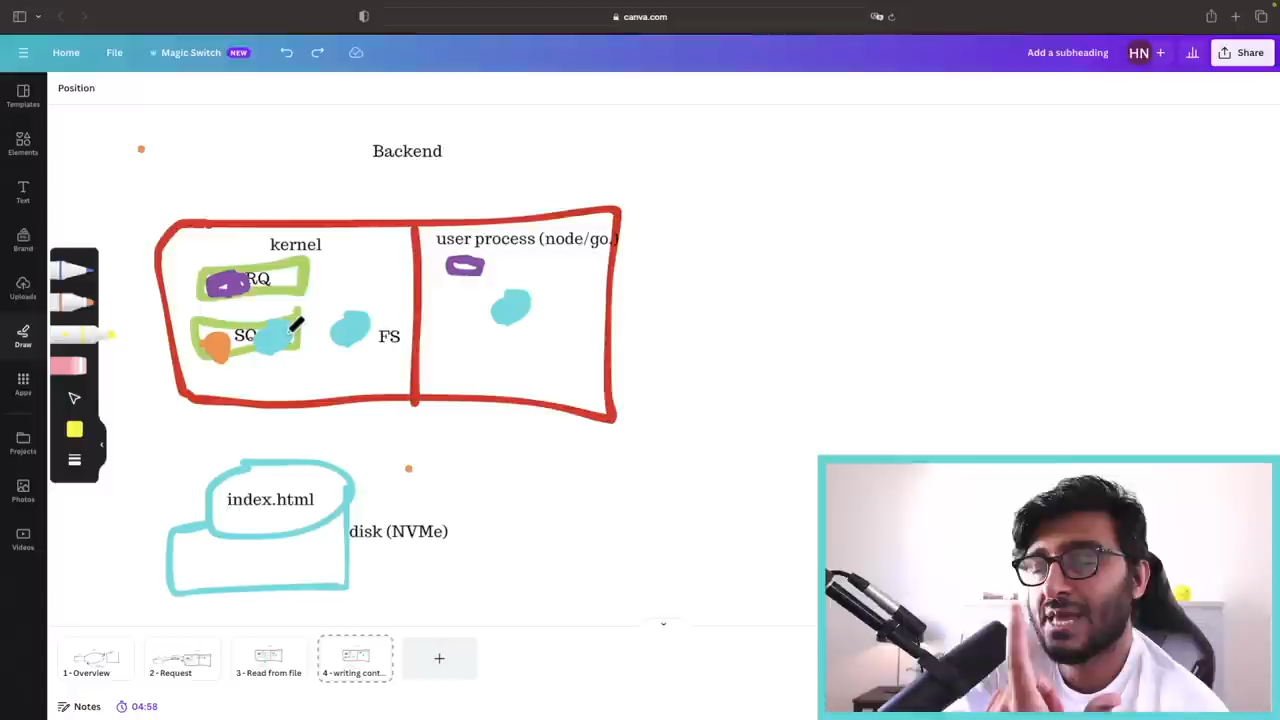 canva.com
Home
File
Magic Switch
NEW
Add a subheading
HN
Share
Templates
Position
Elements
Text
Brand
Uploads
Draw
Apps
Projects
Photos
Videos
Backend
kernel
user process (node/go.)
RQ
SQ
FS
index.html
disk (NVMe)
1 - Overview
2 - Request
3 - Read from file
4 - writing cont...
Notes
04:58